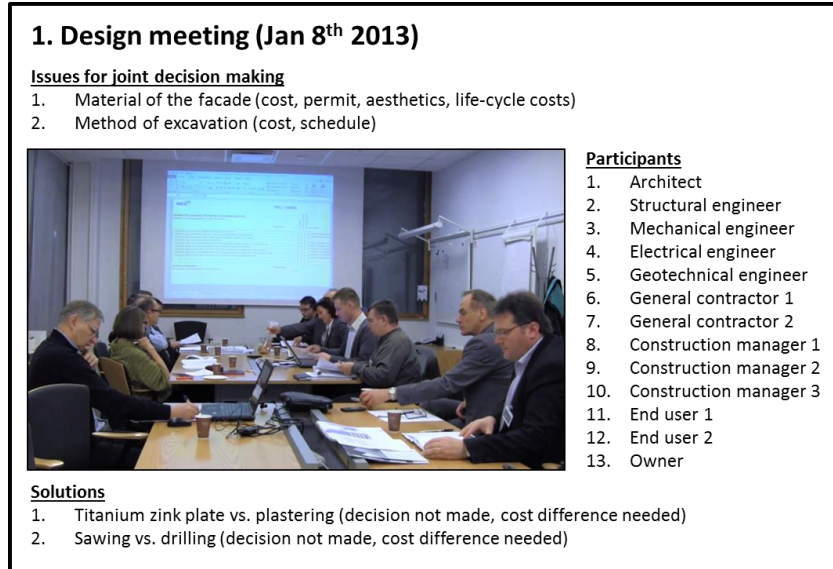 1. Design meeting (Jan 8th 2013)
Issues for joint decision making
1. Material of the facade (cost, permit, aesthetics, life-cycle costs)
2. Method of excavation (cost, schedule)
Participants
1. Architect
2. Structural engineer
3. Mechanical engineer
4. Electrical engineer
5. Geotechnical engineer
6. General contractor 1
7. General contractor 2
8. Construction manager 1
9. Construction manager 2
10. Construction manager 3
11. End user 1
12. End user 2
13. Owner
Solutions
1. Titanium zink plate vs. plastering (decision not made, cost difference needed)
2. Sawing vs. drilling (decision not made, cost difference needed)